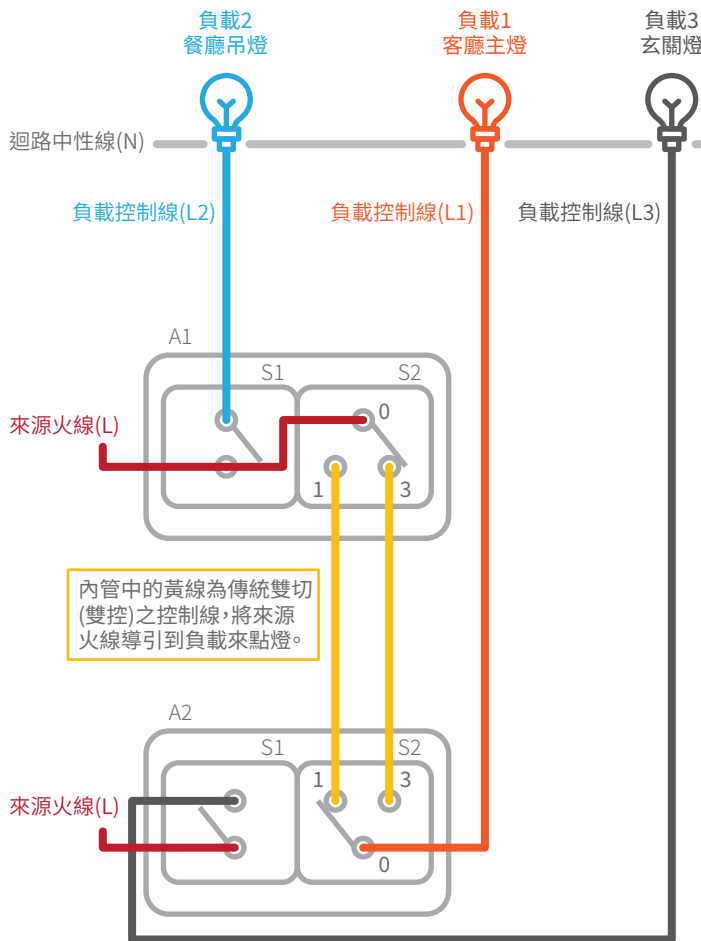 負載2
餐廳吊燈
負載1
客廳主燈
負載3
玄關燈
迴路中性線(N)
負載控制線(L2)
負載控制線(L1)
負載控制線(L3)
A1
S1
S2
來源火線(L)
0
1
3
內管中的黃線為傳統雙切
(雙控)之控制線,將來源
火線導引到負載來點燈。
A2
S1
S2
1
3
來源火線(L)
0